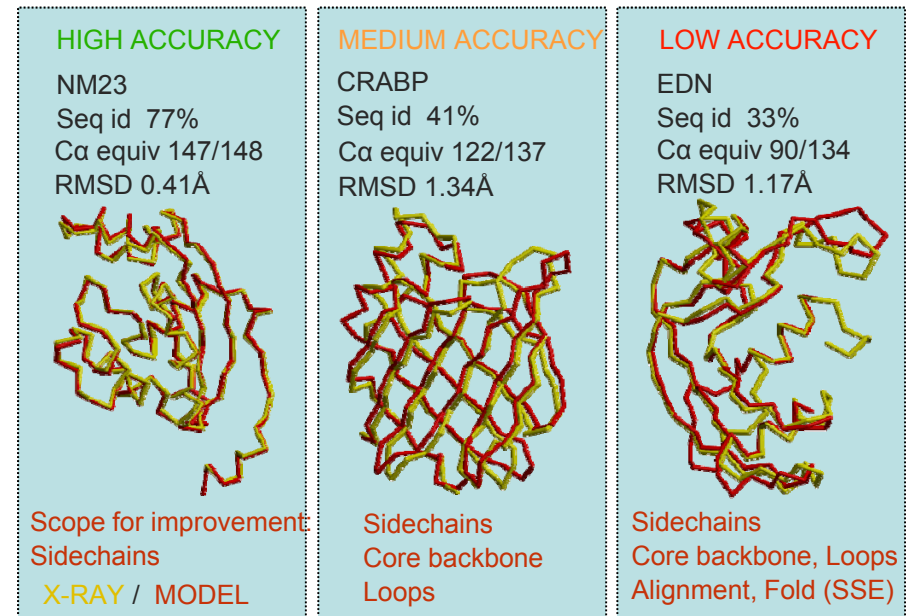 HIGH ACCURACY
NM23
Seq id 77%
Cα equiv 147/148
RMSD 0.41Å
Scope for improvement:
Sidechains
X-RAY / MODEL
MEDIUM ACCURACY
CRABP
Seq id 41%
Cα equiv 122/137
RMSD 1.34Å
Sidechains
Core backbone
Loops
LOW ACCURACY
EDN
Seq id 33%
Cα equiv 90/134
RMSD 1.17Å
Sidechains
Core backbone, Loops
Alignment, Fold (SSE)